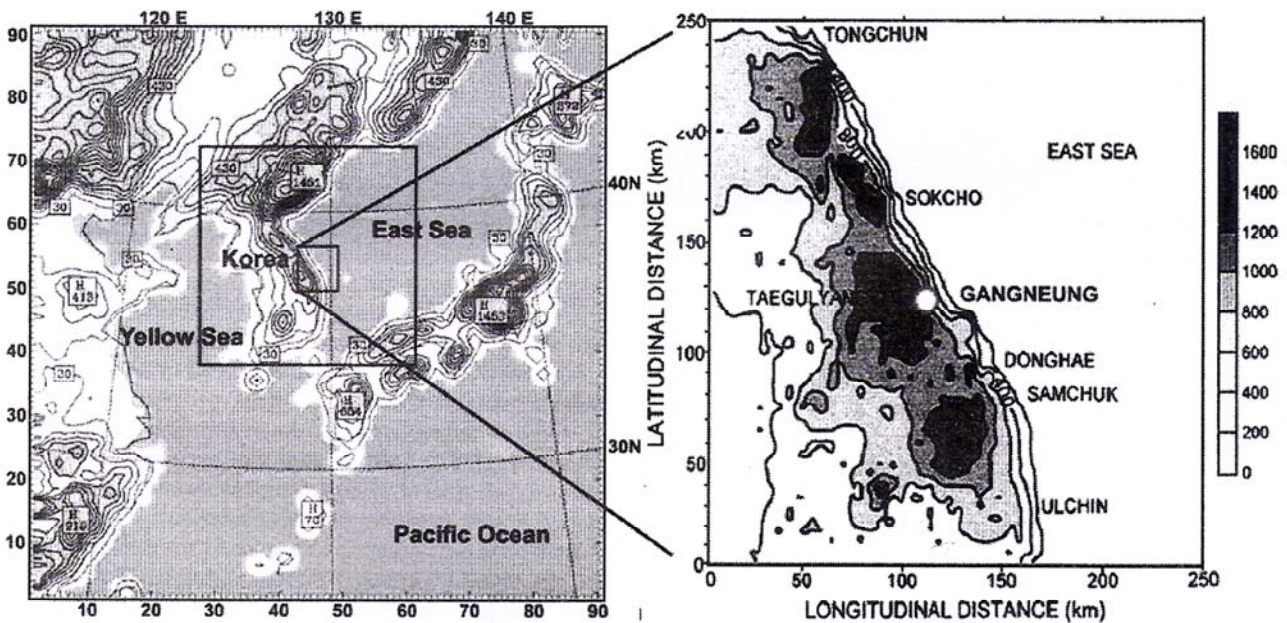 120 E 130 E 140 E
90
80
70
60
50
40
30
20
10
10 20 30 40 50 60 70 80 90
40N
30N
430
30
430
H
1461
H
413
H
1453
H
70
East Sea
Korea
Yellow Sea
Pacific Ocean
250
200
150
100
50
0
0 50 100 150 200 250
LATITUDINAL DISTANCE (km)
LONGITUDINAL DISTANCE (km)
TONGCHUN
EAST SEA
SOKCHO
GANGNEUNG
DONGHAE
SAMCHUK
ULCHIN
1600
1400
1200
1000
800
600
400
200
0